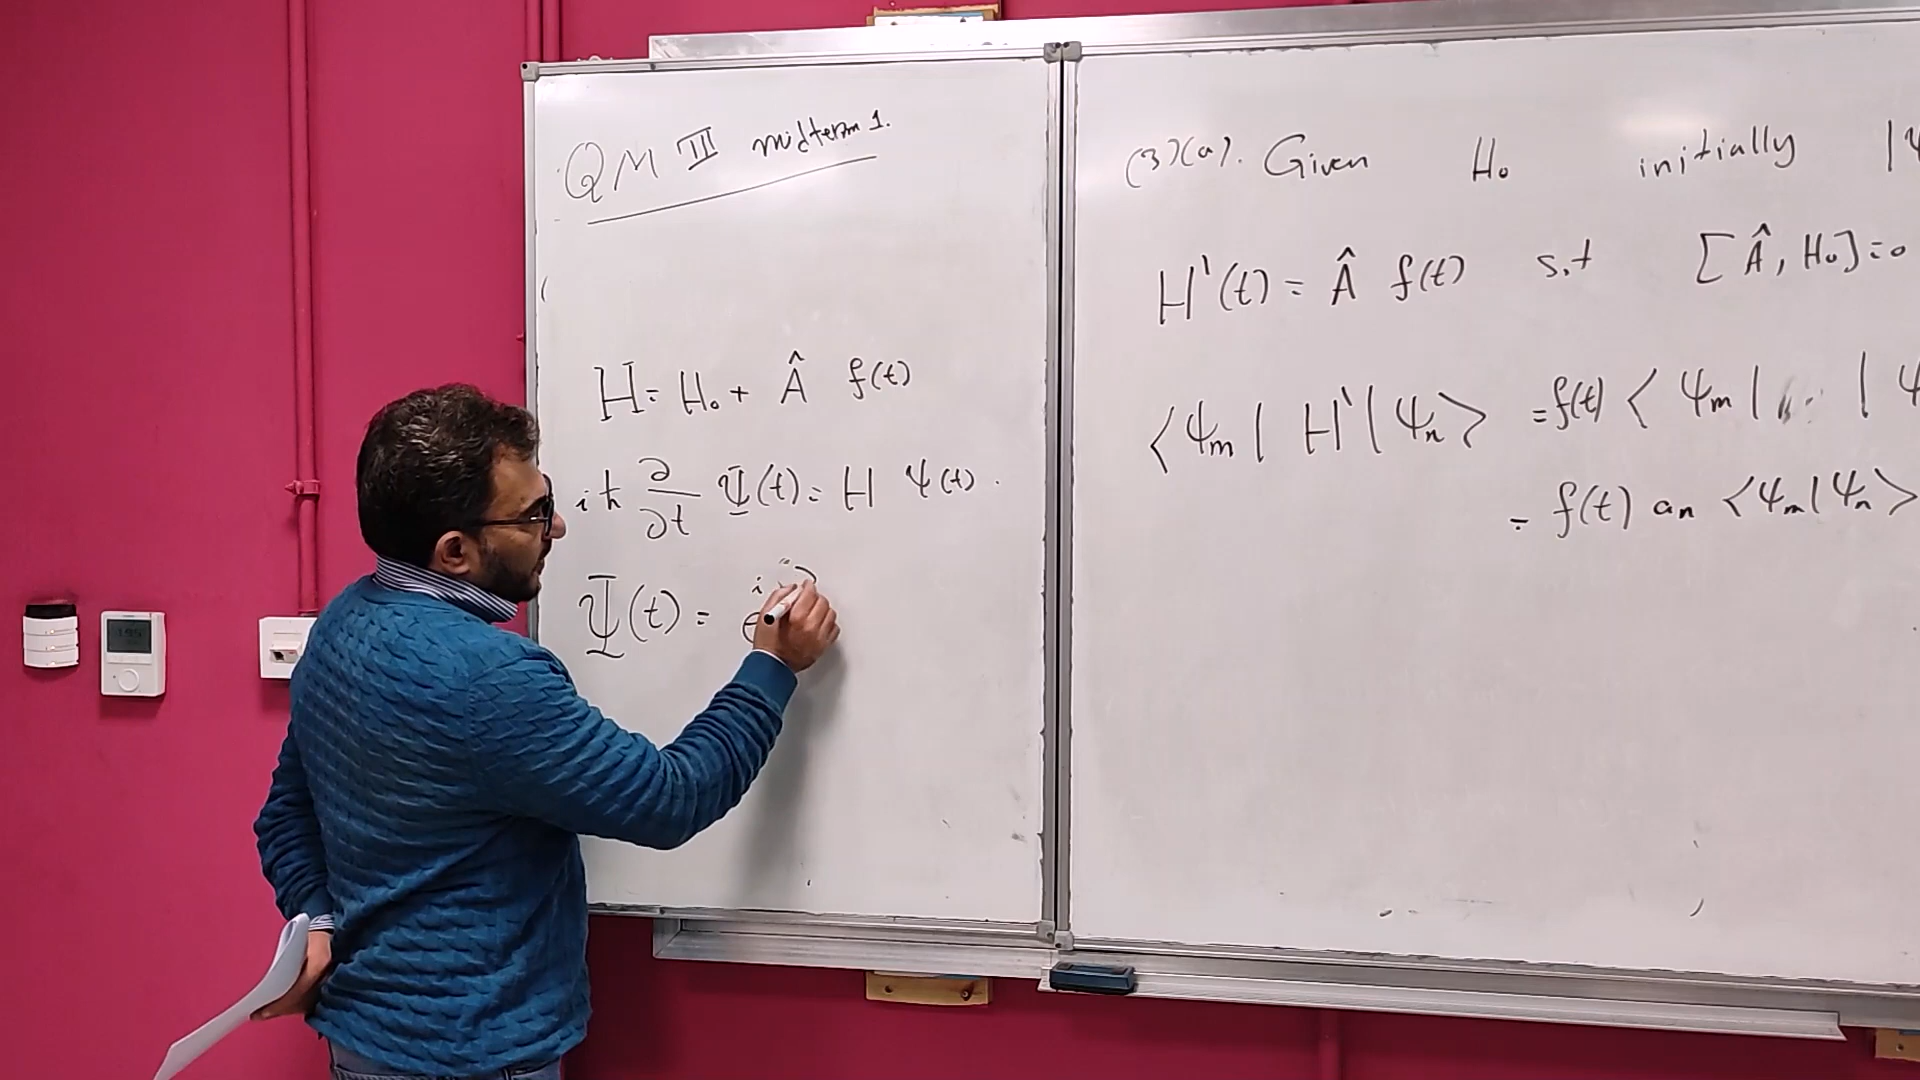 QM III midterm 1.
H = H₀ + Â f(t)
iħ ∂/∂t Ψ(t) = H ψ(t).
Ψ(t) = e^i
(3)(a). Given H₀ initially |ψ
H'(t) = Â f(t) s.t [Â, H₀] = 0
<ψm| H' |ψn> = f(t) <ψm| |ψ
= f(t) an <ψm|ψn>